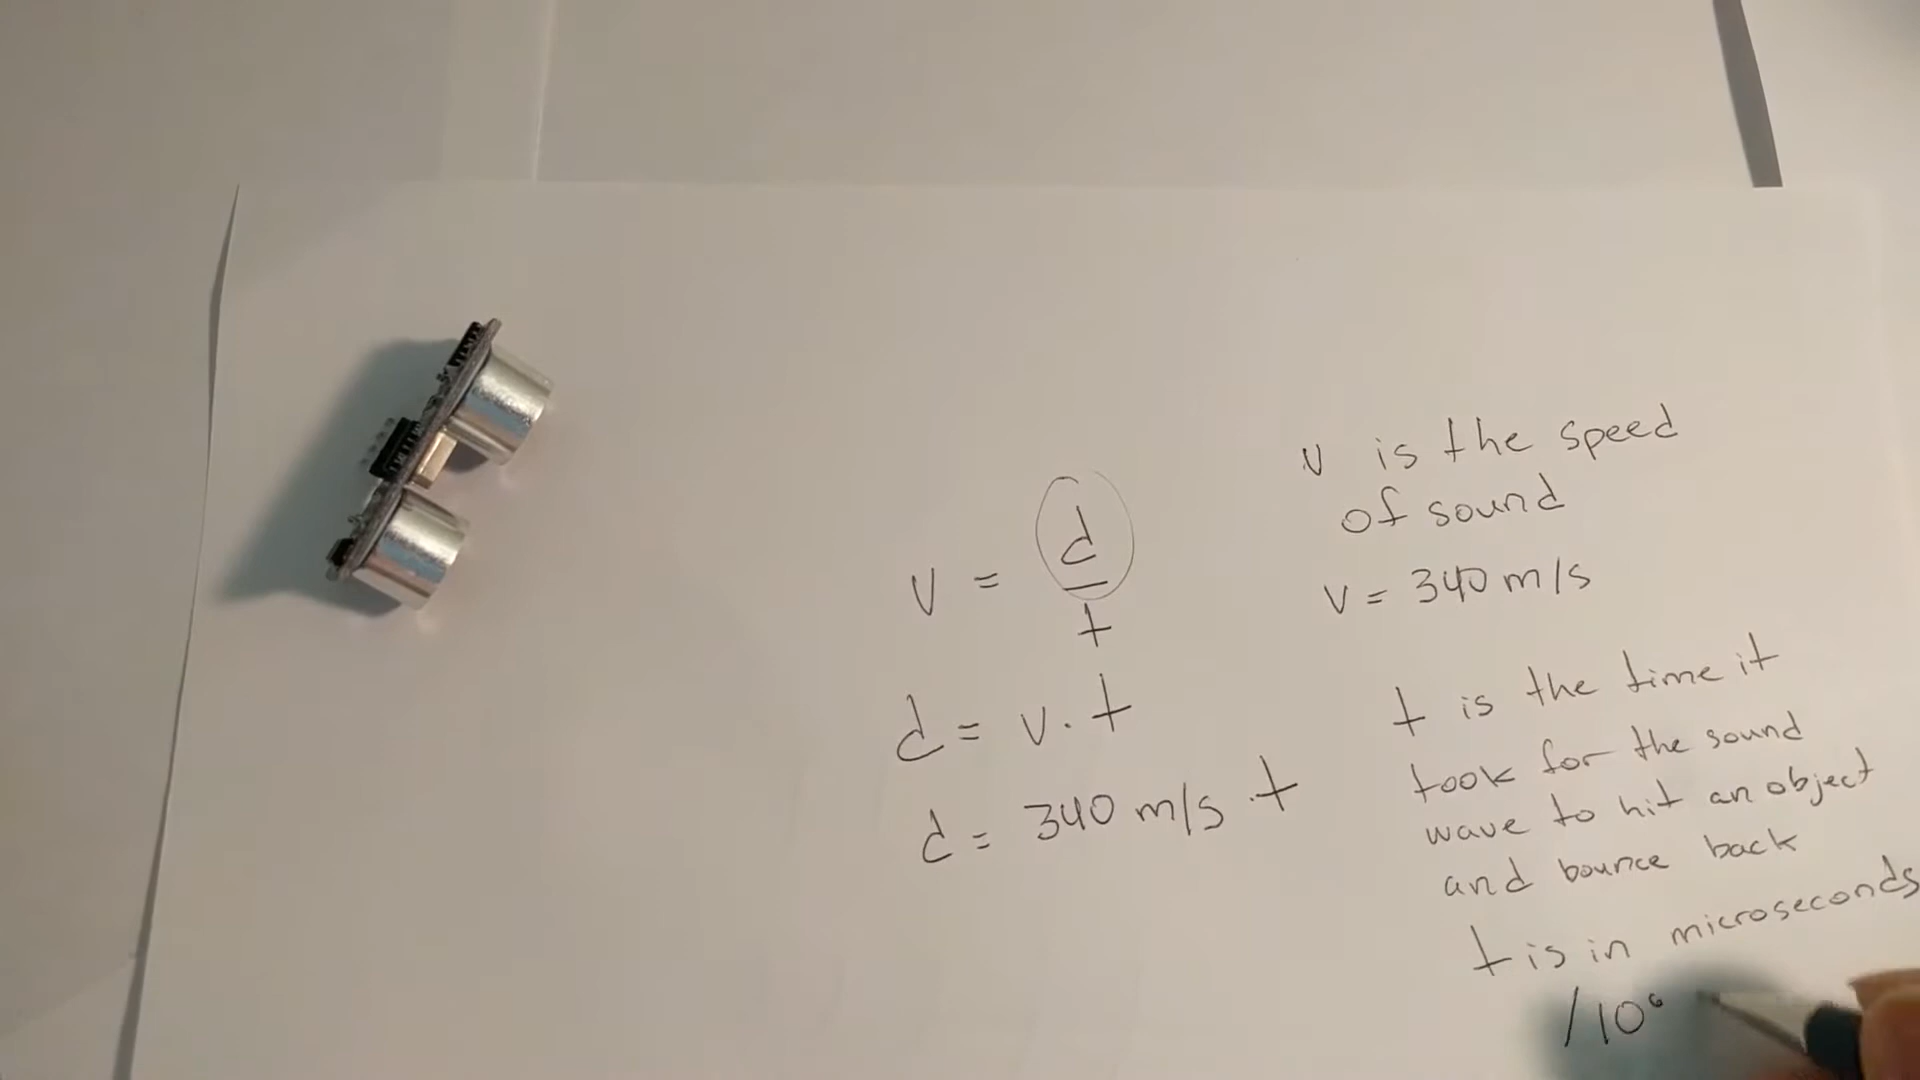 v = d
t
d = v . t
d = 340 m/s . t
v is the speed
of sound
v = 340 m/s
t is the time it
took for the sound
wave to hit an object
and bounce back
t is in microseconds
/10⁶